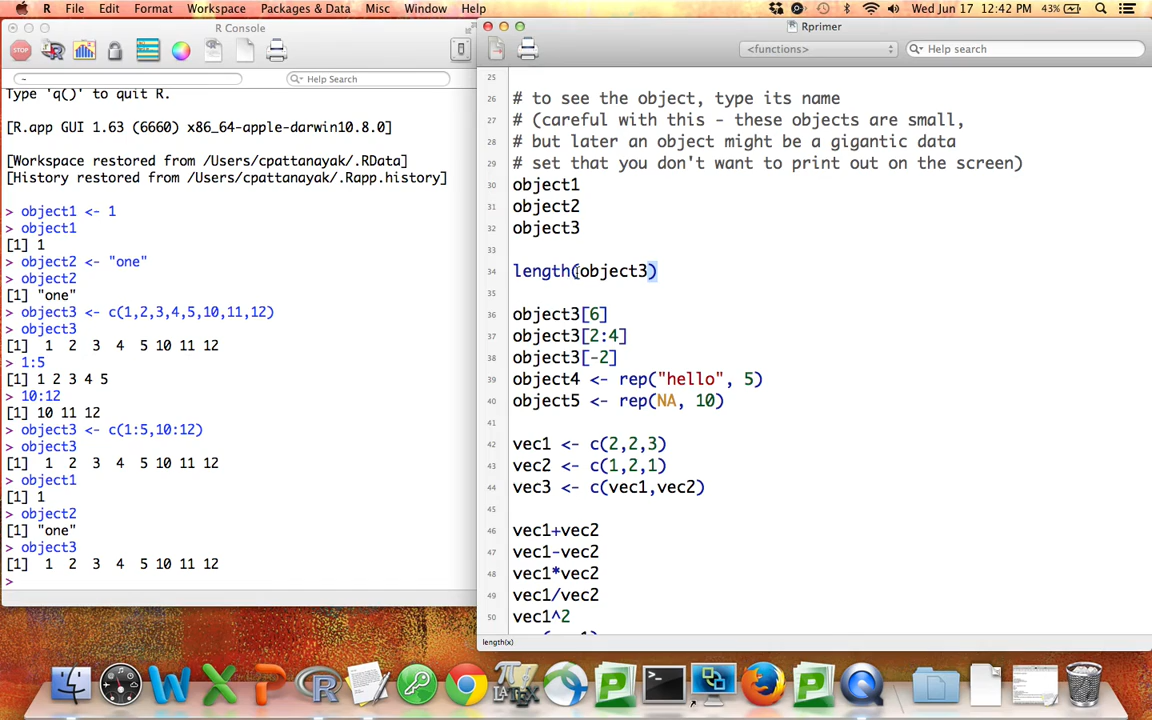 R File Edit Format Workspace Packages & Data Misc Window Help Wed Jun 17 12:42 PM 43%
R Console
STOP
~
Help Search
Type 'q()' to quit R.
[R.app GUI 1.63 (6660) x86_64-apple-darwin10.8.0]
[Workspace restored from /Users/cpattanayak/.RData]
[History restored from /Users/cpattanayak/.Rapp.history]
> object1 <- 1
> object1
[1] 1
> object2 <- "one"
> object2
[1] "one"
> object3 <- c(1,2,3,4,5,10,11,12)
> object3
[1]  1  2  3  4  5 10 11 12
> 1:5
[1] 1 2 3 4 5
> 10:12
[1] 10 11 12
> object3 <- c(1:5,10:12)
> object3
[1]  1  2  3  4  5 10 11 12
> object1
[1] 1
> object2
[1] "one"
> object3
[1]  1  2  3  4  5 10 11 12
>
Rprimer
<functions>
Help search
25
26 # to see the object, type its name
27 # (careful with this - these objects are small,
28 # but later an object might be a gigantic data
29 # set that you don't want to print out on the screen)
30 object1
31 object2
32 object3
33
34 length(object3)
35
36 object3[6]
37 object3[2:4]
38 object3[-2]
39 object4 <- rep("hello", 5)
40 object5 <- rep(NA, 10)
41
42 vec1 <- c(2,2,3)
43 vec2 <- c(1,2,1)
44 vec3 <- c(vec1,vec2)
45
46 vec1+vec2
47 vec1-vec2
48 vec1*vec2
49 vec1/vec2
50 vec1^2
length(x)